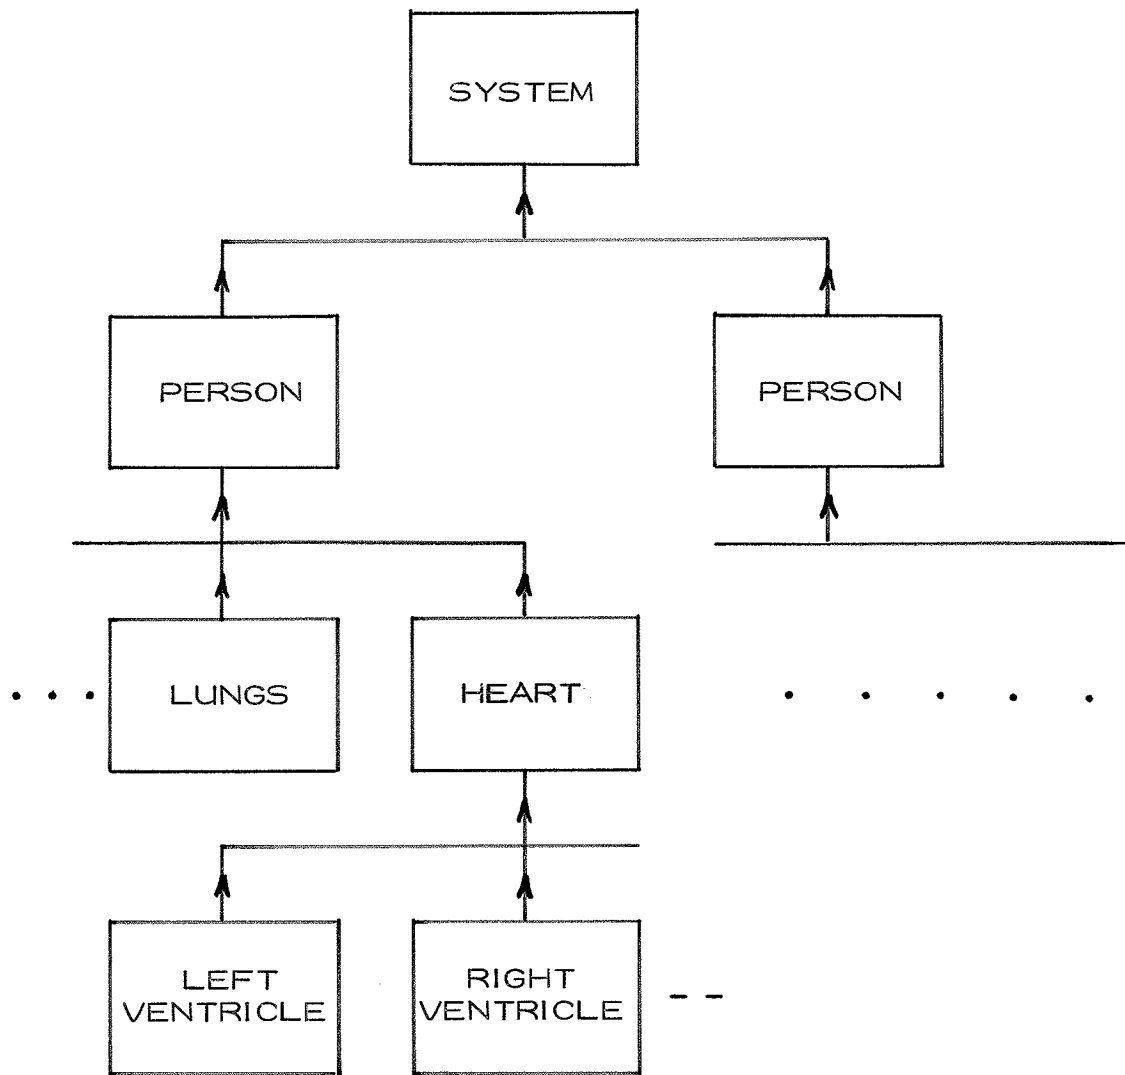 SYSTEM
PERSON
PERSON
LUNGS
HEART
LEFT
VENTRICLE
RIGHT
VENTRICLE